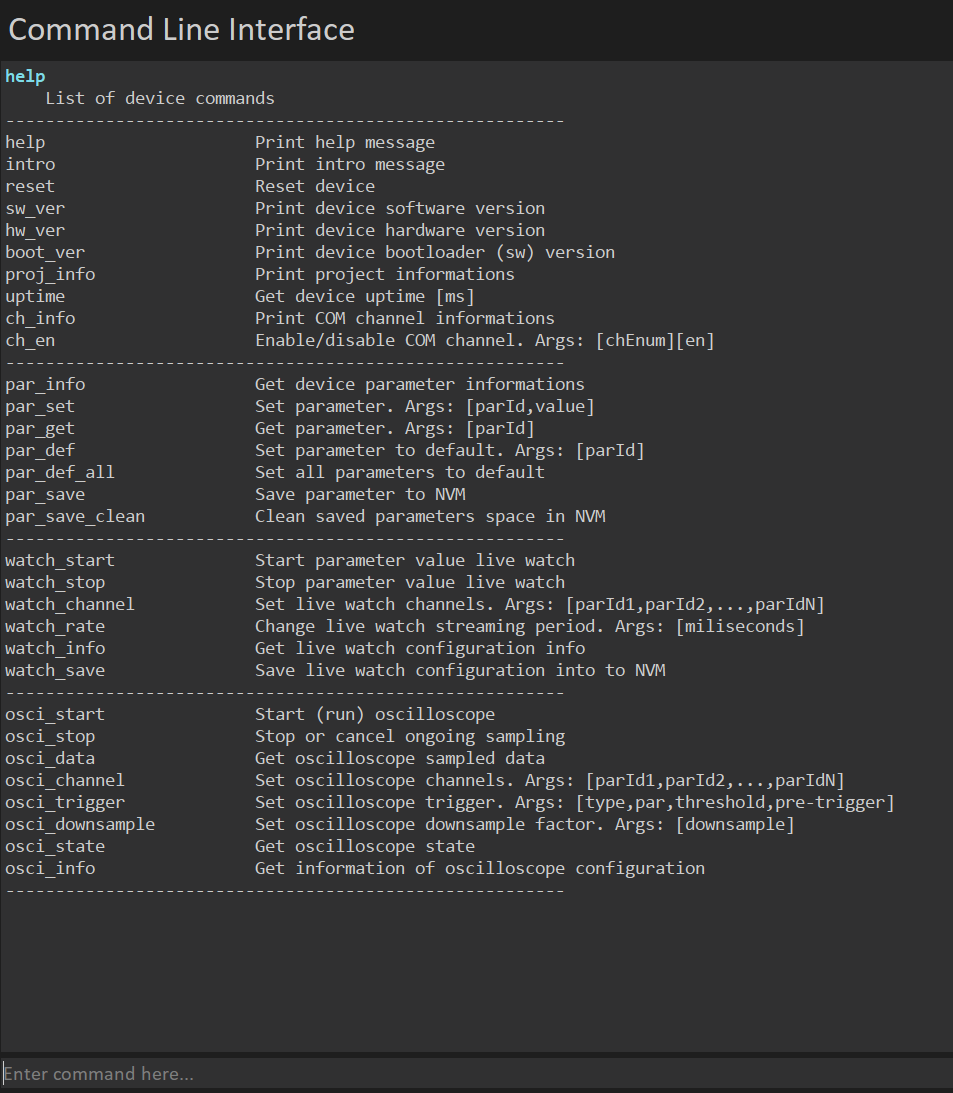 Command Line Interface
help
List of device commands
--------------------------------------------------------
help                     Print help message
intro                    Print intro message
reset                    Reset device
sw_ver                   Print device software version
hw_ver                   Print device hardware version
boot_ver                 Print device bootloader (sw) version
proj_info                Print project informations
uptime                   Get device uptime [ms]
ch_info                  Print COM channel informations
ch_en                    Enable/disable COM channel. Args: [chEnum][en]
--------------------------------------------------------
par_info                 Get device parameter informations
par_set                  Set parameter. Args: [parId,value]
par_get                  Get parameter. Args: [parId]
par_def                  Set parameter to default. Args: [parId]
par_def_all              Set all parameters to default
par_save                 Save parameter to NVM
par_save_clean           Clean saved parameters space in NVM
--------------------------------------------------------
watch_start              Start parameter value live watch
watch_stop               Stop parameter value live watch
watch_channel            Set live watch channels. Args: [parId1,parId2,...,parIdN]
watch_rate               Change live watch streaming period. Args: [miliseconds]
watch_info               Get live watch configuration info
watch_save               Save live watch configuration into to NVM
--------------------------------------------------------
osci_start               Start (run) oscilloscope
osci_stop                Stop or cancel ongoing sampling
osci_data                Get oscilloscope sampled data
osci_channel             Set oscilloscope channels. Args: [parId1,parId2,...,parIdN]
osci_trigger             Set oscilloscope trigger. Args: [type,par,threshold,pre-trigger]
osci_downsample          Set oscilloscope downsample factor. Args: [downsample]
osci_state               Get oscilloscope state
osci_info                Get information of oscilloscope configuration
--------------------------------------------------------
Enter command here...